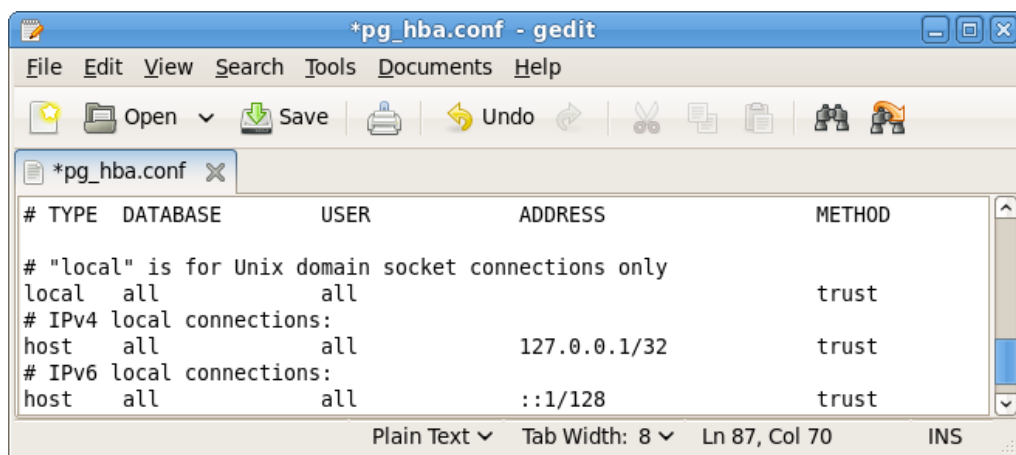 *pg_hba.conf - gedit
File Edit View Search Tools Documents Help
Open Save Undo
*pg_hba.conf
# TYPE  DATABASE        USER            ADDRESS                 METHOD
# "local" is for Unix domain socket connections only
local   all             all                                     trust
# IPv4 local connections:
host    all             all             127.0.0.1/32            trust
# IPv6 local connections:
host    all             all             ::1/128                 trust
Plain Text Tab Width: 8 Ln 87, Col 70 INS